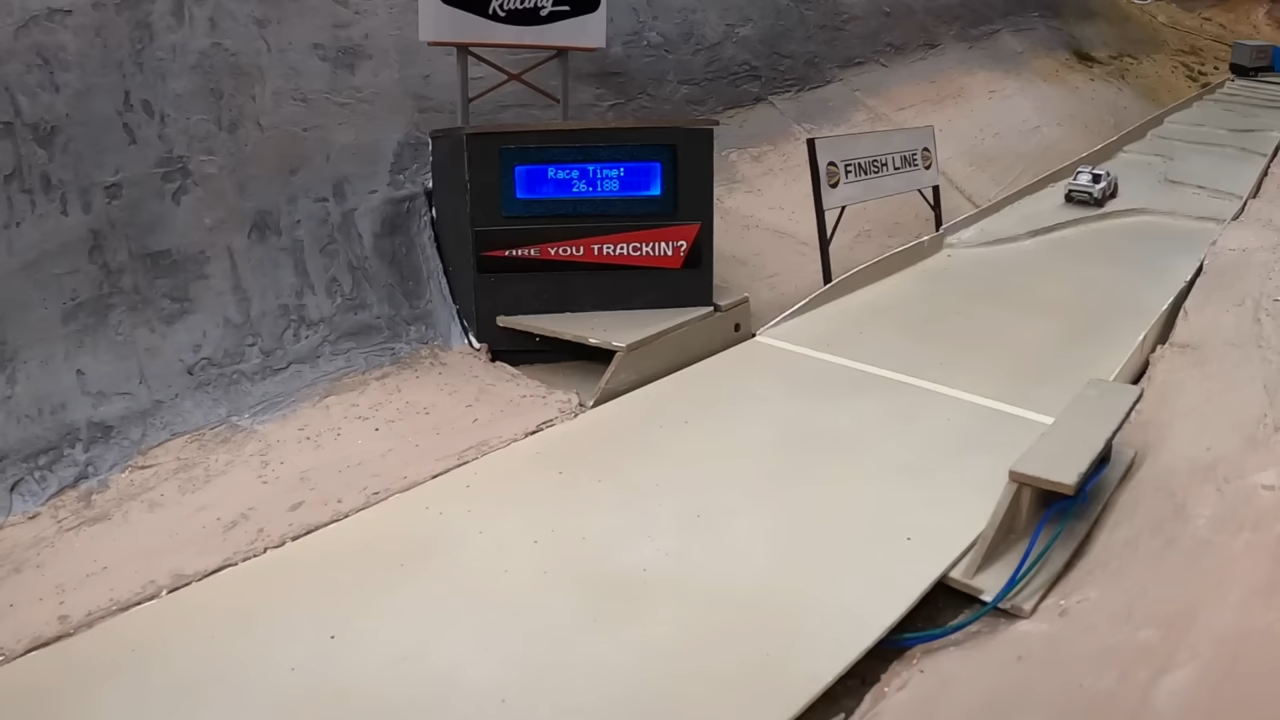 Racing
Race Time:
26.188
ARE YOU TRACKIN'?
FINISH LINE